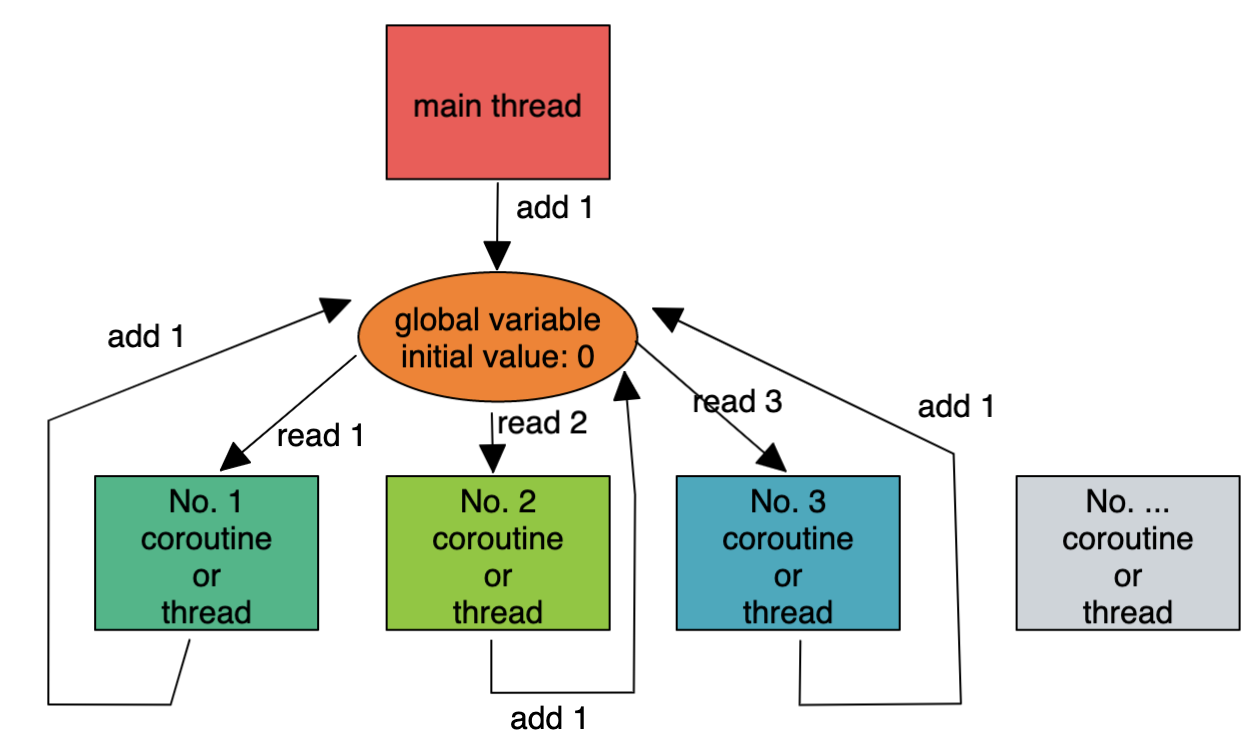 main thread
add 1
global variable
initial value: 0
add 1
read 1
read 2
read 3
add 1
No. 1
coroutine
or
thread
No. 2
coroutine
or
thread
No. 3
coroutine
or
thread
No. ...
coroutine
or
thread
add 1